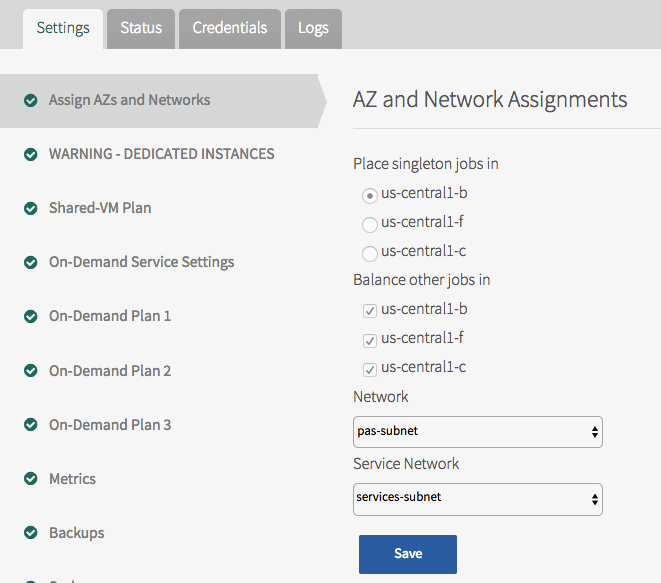 Settings
Status
Credentials
Logs
Assign AZs and Networks
WARNING - DEDICATED INSTANCES
Shared-VM Plan
On-Demand Service Settings
On-Demand Plan 1
On-Demand Plan 2
On-Demand Plan 3
Metrics
Backups
AZ and Network Assignments
Place singleton jobs in
us-central1-b
us-central1-f
us-central1-c
Balance other jobs in
us-central1-b
us-central1-f
us-central1-c
Network
pas-subnet
Service Network
services-subnet
Save